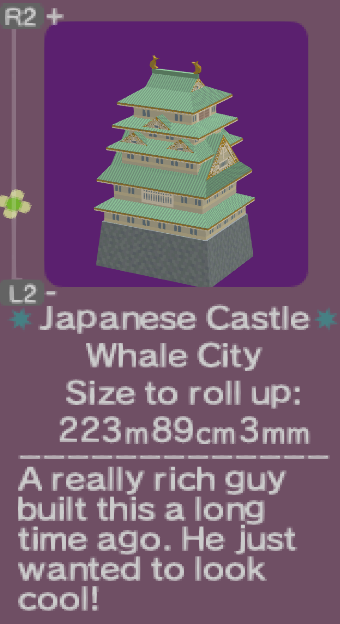 R2 +
L2 -
Japanese Castle
Whale City
Size to roll up:
223m89cm3mm
A really rich guy
built this a long
time ago. He just
wanted to look
cool!